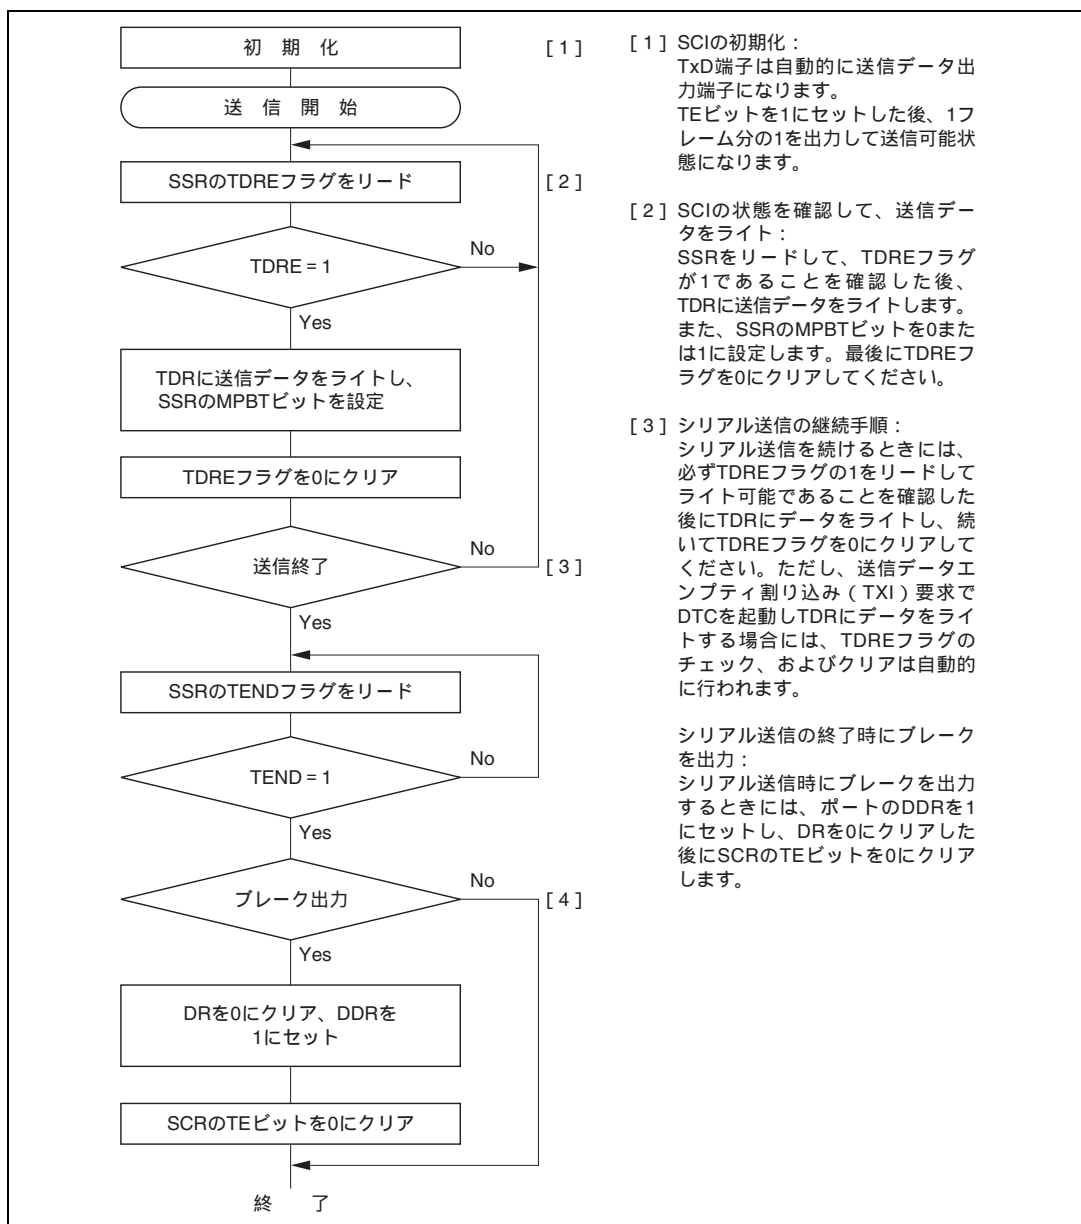 初 期 化
[ 1 ]
送 信 開 始
SSRのTDREフラグをリード
[ 2 ]
TDRE = 1
No
Yes
TDRに送信データをライトし、
SSRのMPBTビットを設定
TDREフラグを0にクリア
送信終了
No
[ 3 ]
Yes
SSRのTENDフラグをリード
TEND = 1
No
Yes
ブレーク出力
No
[ 4 ]
Yes
DRを0にクリア、DDRを
1にセット
SCRのTEビットを0にクリア
終 了
[ 1 ] SCIの初期化：
TxD端子は自動的に送信データ出
力端子になります。
TEビットを1にセットした後、1フ
レーム分の1を出力して送信可能状
態になります。
[ 2 ] SCIの状態を確認して、送信デー
タをライト：
SSRをリードして、TDREフラグ
が1であることを確認した後、
TDRに送信データをライトします。
また、SSRのMPBTビットを0また
は1に設定します。最後にTDREフ
ラグを0にクリアしてください。
[ 3 ] シリアル送信の継続手順：
シリアル送信を続けるときには、
必ずTDREフラグの1をリードして
ライト可能であることを確認した
後にTDRにデータをライトし、続
いてTDREフラグを0にクリアして
ください。ただし、送信データエ
ンプティ割り込み（TXI）要求で
DTCを起動しTDRにデータをライ
トする場合には、TDREフラグの
チェック、およびクリアは自動的
に行われます。
シリアル送信の終了時にブレーク
を出力：
シリアル送信時にブレークを出力
するときには、ポートのDDRを1
にセットし、DRを0にクリアした
後にSCRのTEビットを0にクリア
します。